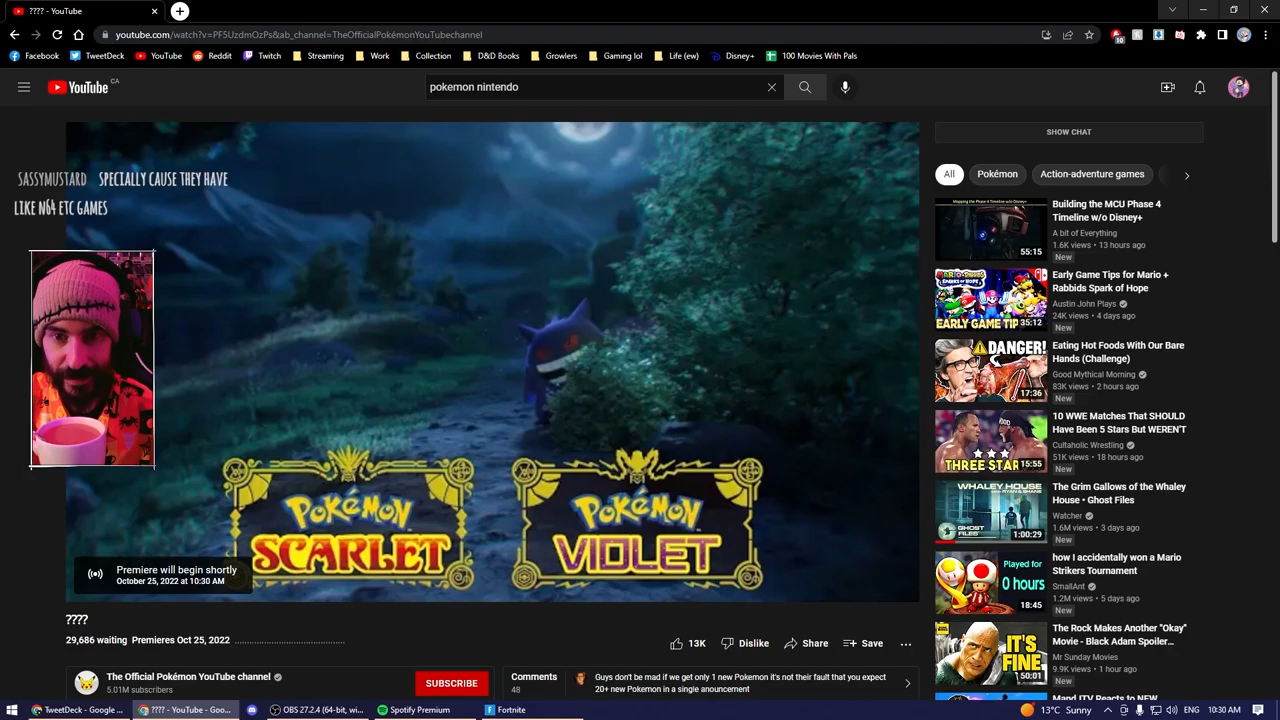 ???? - YouTube
youtube.com/watch?v=PF5UzdmOzPs&ab_channel=TheOfficialPokémonYouTubechannel
10
Facebook TweetDeck YouTube Reddit Twitch Streaming Work Collection D&D Books Growlers Gaming lol Life (ew) Disney+ 100 Movies With Pals
YouTube CA
pokemon nintendo
SASSYMUSTARD SPECIALLY CAUSE THEY HAVE
LIKE N64 ETC GAMES
Pokémon
SCARLET
Pokémon
VIOLET
Premiere will begin shortly
October 25, 2022 at 10:30 AM
????
29,686 waiting Premieres Oct 25, 2022
13K Dislike Share Save
The Official Pokémon YouTube channel
5.01M subscribers
SUBSCRIBE
Comments
48
Guys don't be mad if we get only 1 new Pokemon it's not their fault that you expect
20+ new Pokemon in a single anouncement
SHOW CHAT
All Pokémon Action-adventure games
55:15
Building the MCU Phase 4
Timeline w/o Disney+
A bit of Everything
1.6K views • 13 hours ago
New
EARLY GAME TIP
35:12
Early Game Tips for Mario +
Rabbids Spark of Hope
Austin John Plays
24K views • 4 days ago
New
DANGER!
17:36
Eating Hot Foods With Our Bare
Hands (Challenge)
Good Mythical Morning
83K views • 2 hours ago
New
THREE STAR
15:55
10 WWE Matches That SHOULD
Have Been 5 Stars But WEREN'T
Cultaholic Wrestling
51K views • 18 hours ago
New
WHALEY HOUSE
GHOST FILES
1:00:29
The Grim Gallows of the Whaley
House • Ghost Files
Watcher
1.6M views • 3 days ago
New
Played for
0 hours
18:45
how I accidentally won a Mario
Strikers Tournament
SmallAnt
1.2M views • 5 days ago
New
IT'S
FINE
50:01
The Rock Makes Another "Okay"
Movie - Black Adam Spoiler...
Mr Sunday Movies
9.9K views • 1 hour ago
New
TweetDeck - Google ... ???? - YouTube - Goo... OBS 27.2.4 (64-bit, wi... Spotify Premium Fortnite 13°C Sunny ENG 10:30 AM